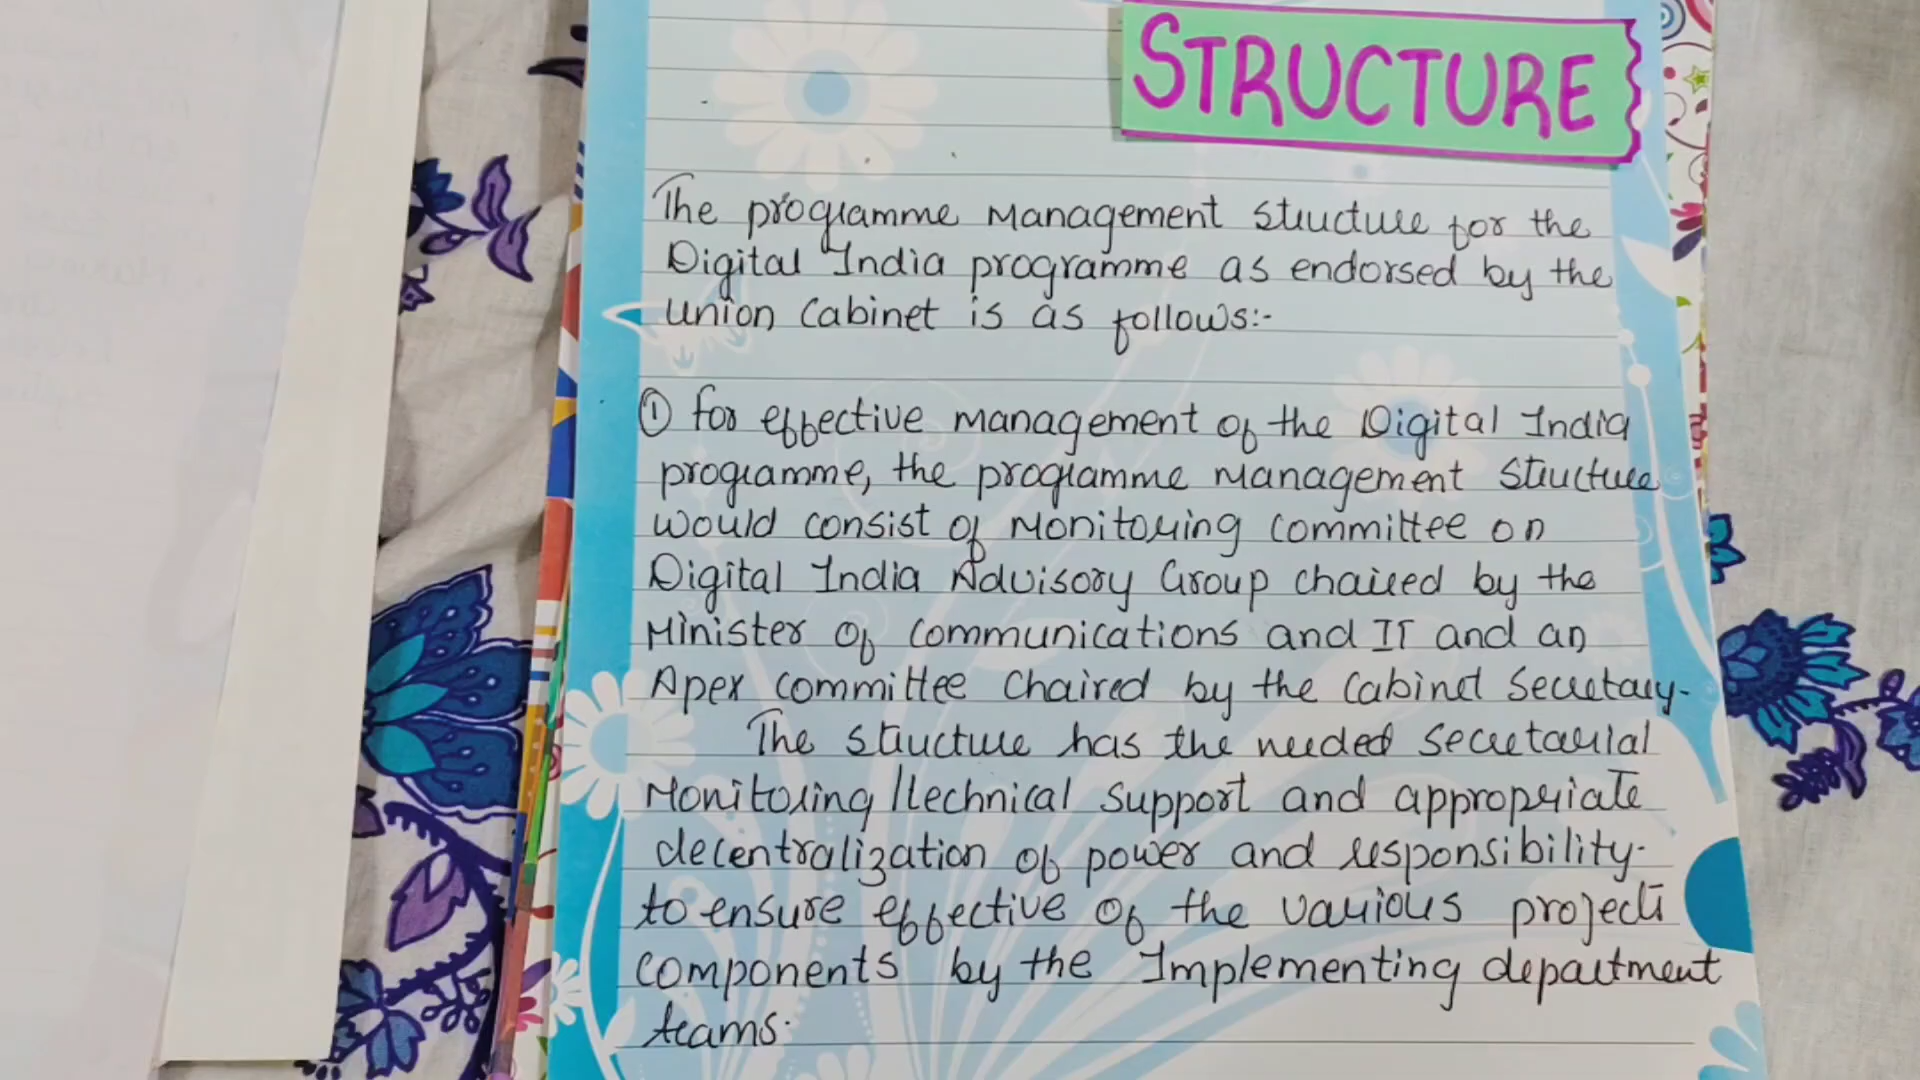 STRUCTURE
The programme Management structure for the
Digital India programme as endorsed by the
Union Cabinet is as follows:-
① for effective management of the Digital India
programme, the programme Management Structure
would consist of Monitoring Committee on
Digital India Advisory Group chaired by the
Minister of Communications and IT and an
Apex Committee Chaired by the Cabinet Secretary.
The structure has the needed Secretarial
Monitoring/technical Support and appropriate
decentralization of power and responsibility.
to ensure effective of the various projects
components by the Implementing department
teams.